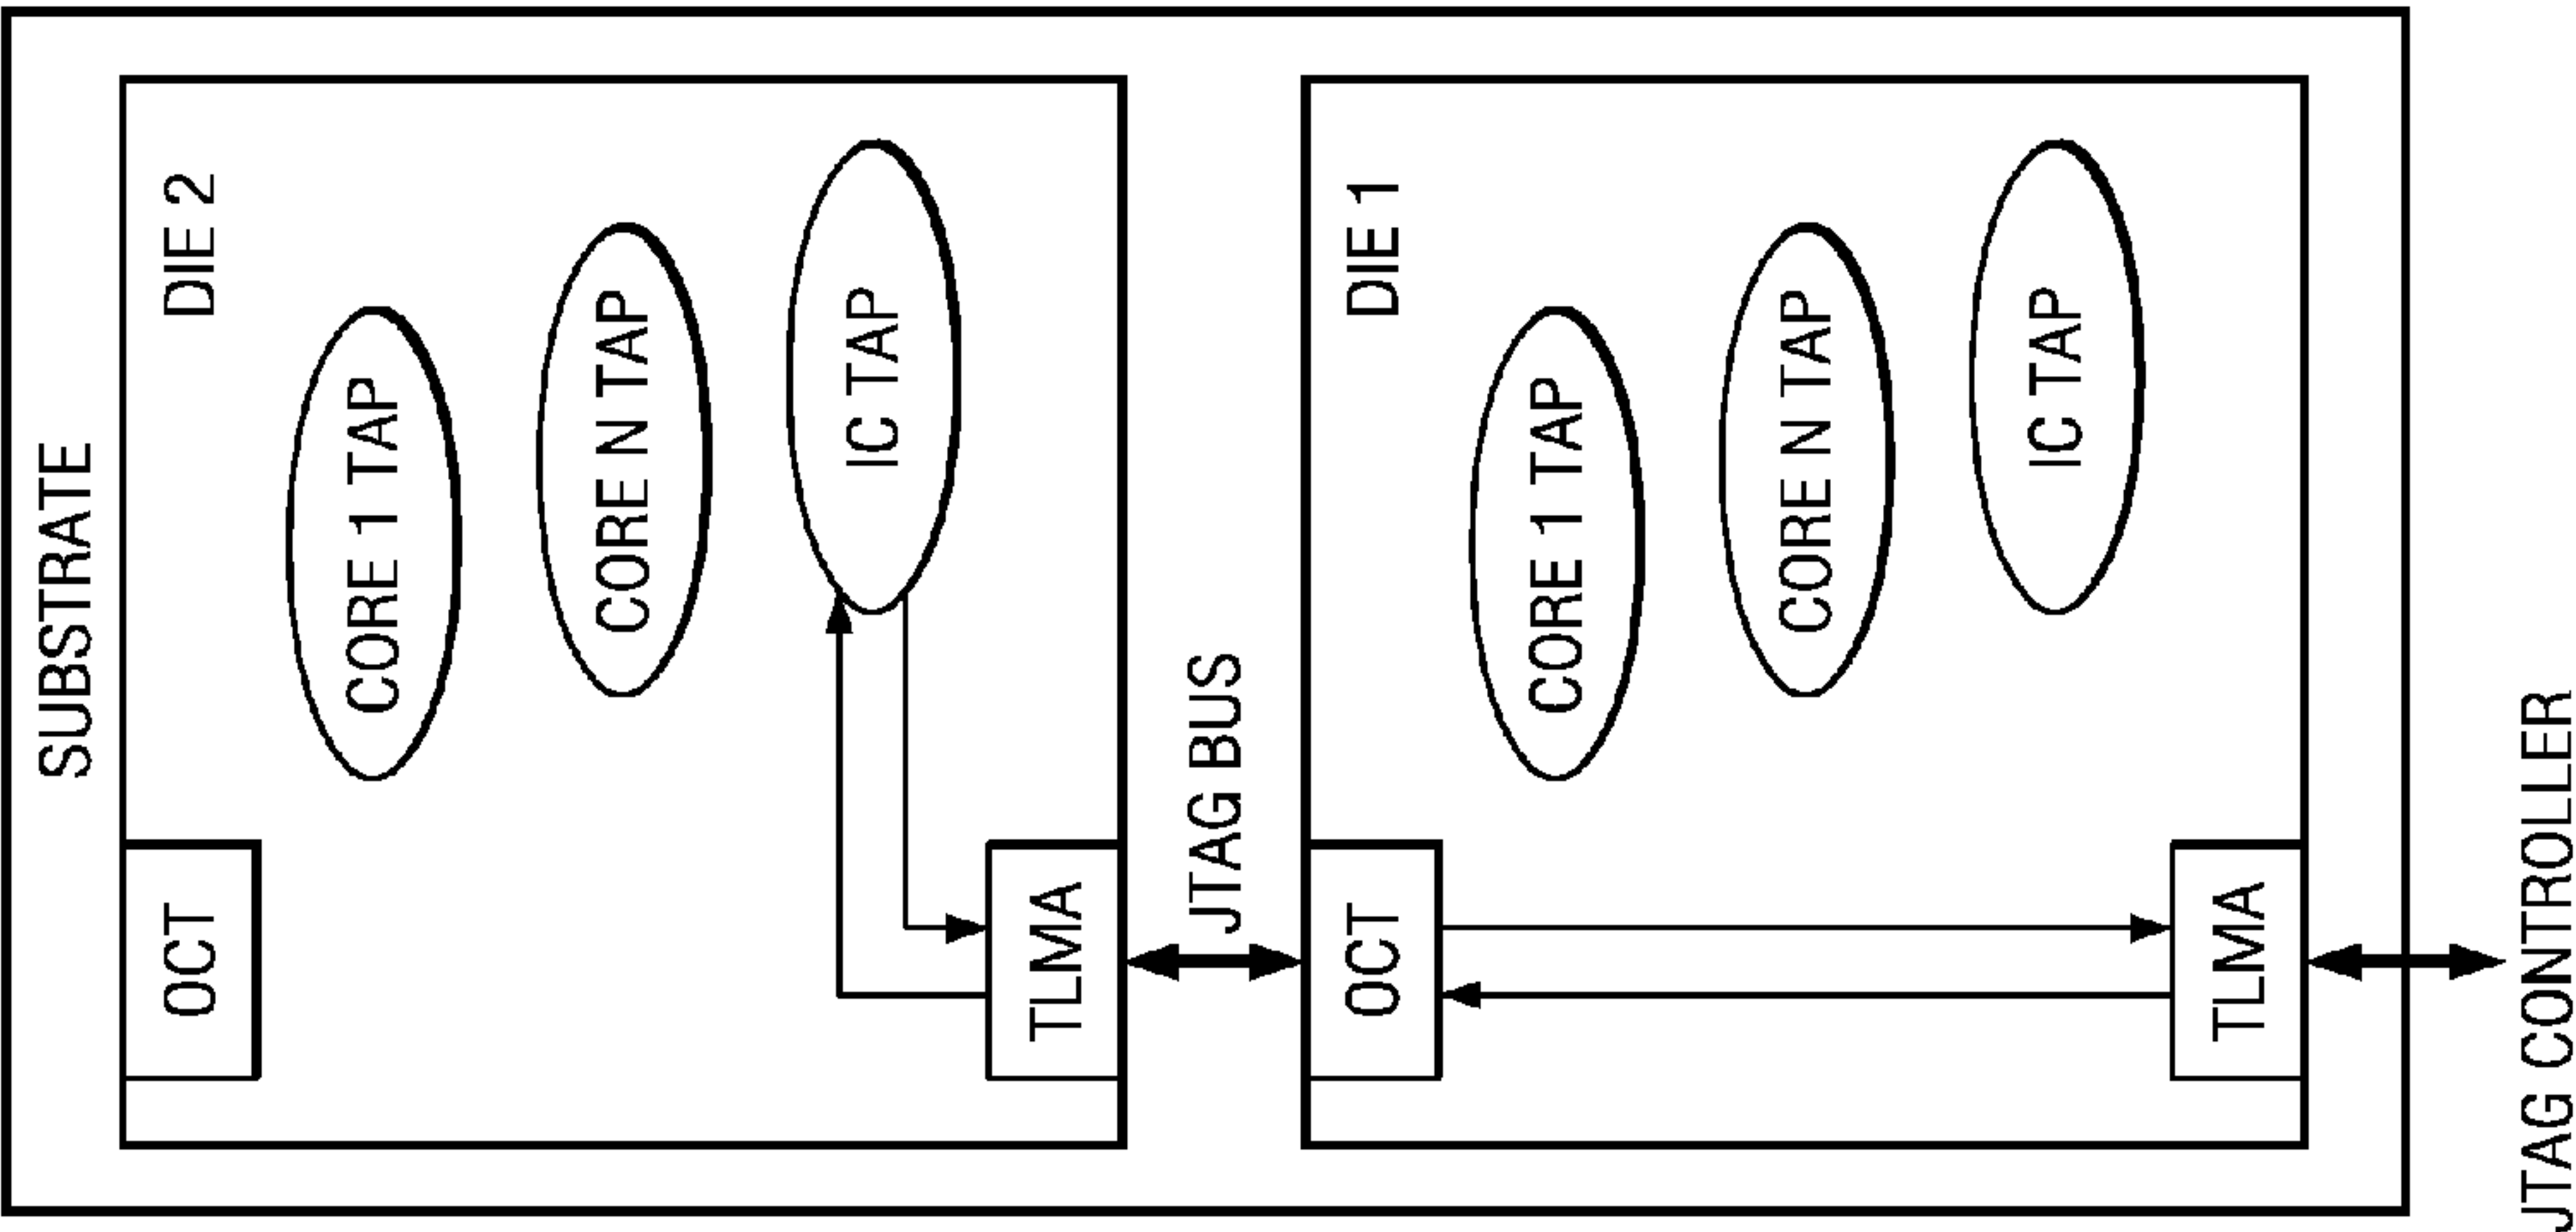 SUBSTRATE
DIE 2
OCT
CORE 1 TAP
CORE N TAP
IC TAP
TLMA
JTAG BUS
DIE 1
OCT
CORE 1 TAP
CORE N TAP
IC TAP
TLMA
JTAG CONTROLLER